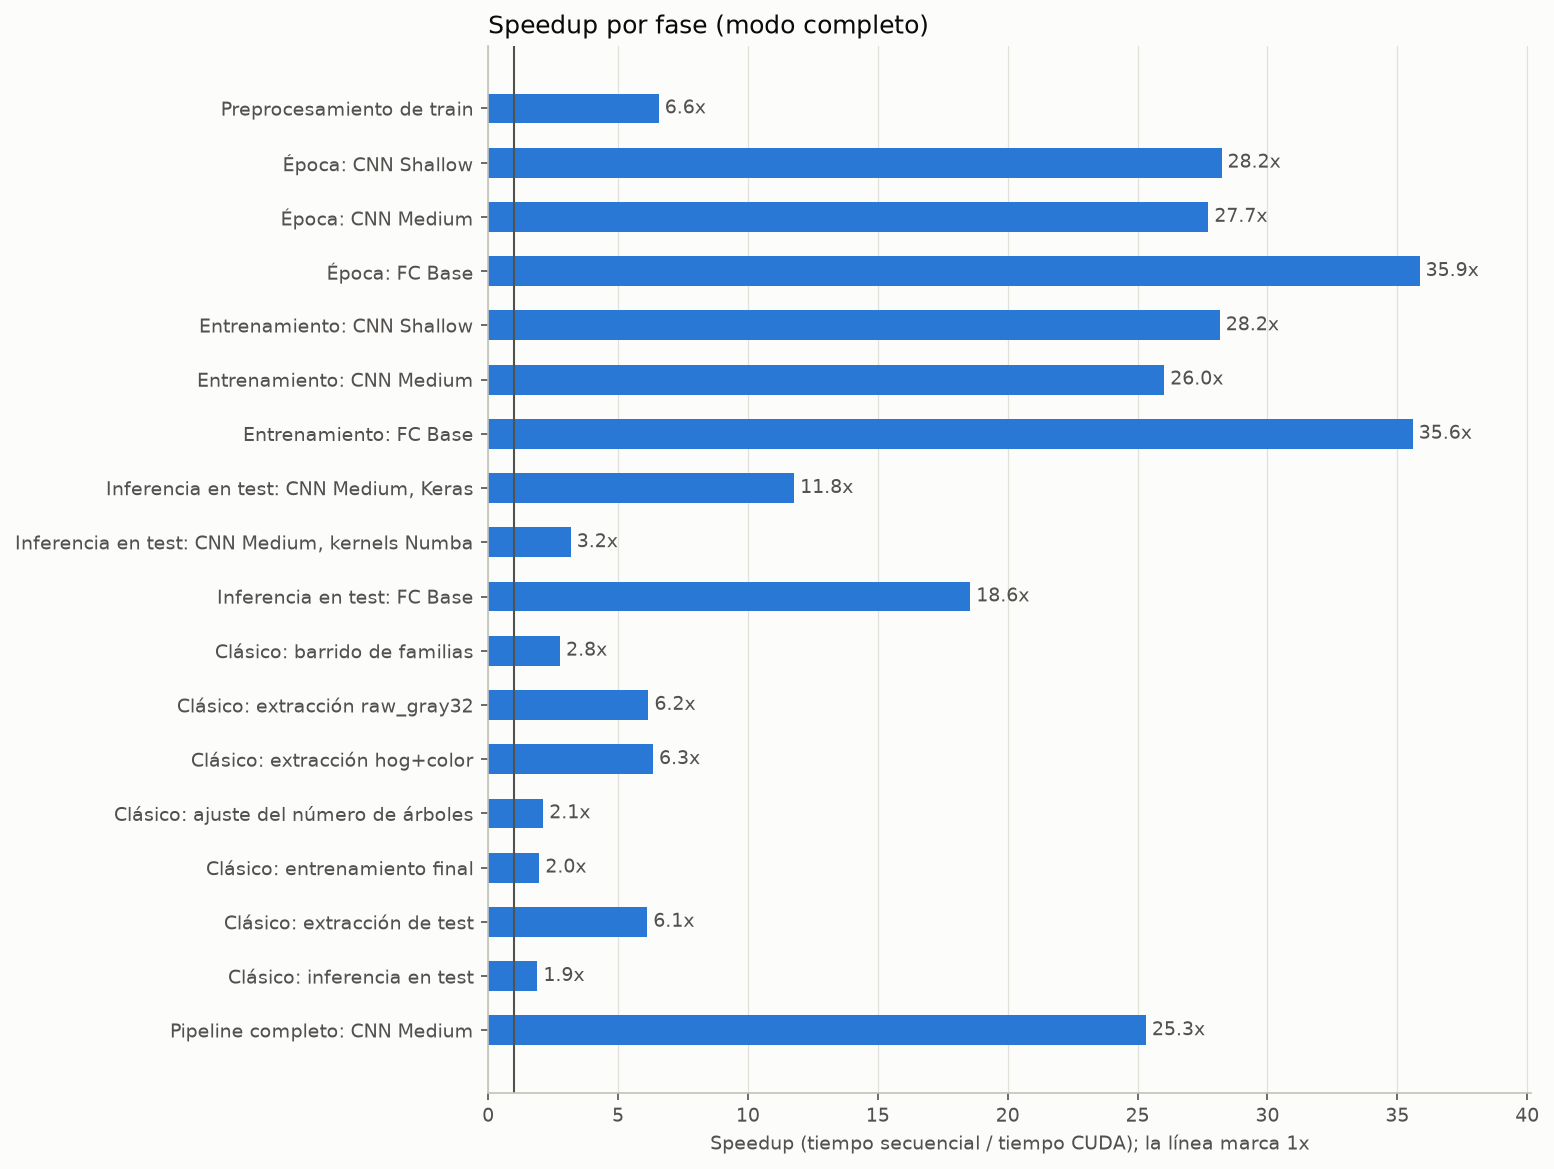 Speedup por fase (modo completo)
Preprocesamiento de train 6.6x
Época: CNN Shallow 28.2x
Época: CNN Medium 27.7x
Época: FC Base 35.9x
Entrenamiento: CNN Shallow 28.2x
Entrenamiento: CNN Medium 26.0x
Entrenamiento: FC Base 35.6x
Inferencia en test: CNN Medium, Keras 11.8x
Inferencia en test: CNN Medium, kernels Numba 3.2x
Inferencia en test: FC Base 18.6x
Clásico: barrido de familias 2.8x
Clásico: extracción raw_gray32 6.2x
Clásico: extracción hog+color 6.3x
Clásico: ajuste del número de árboles 2.1x
Clásico: entrenamiento final 2.0x
Clásico: extracción de test 6.1x
Clásico: inferencia en test 1.9x
Pipeline completo: CNN Medium 25.3x
0 5 10 15 20 25 30 35 40
Speedup (tiempo secuencial / tiempo CUDA); la línea marca 1x